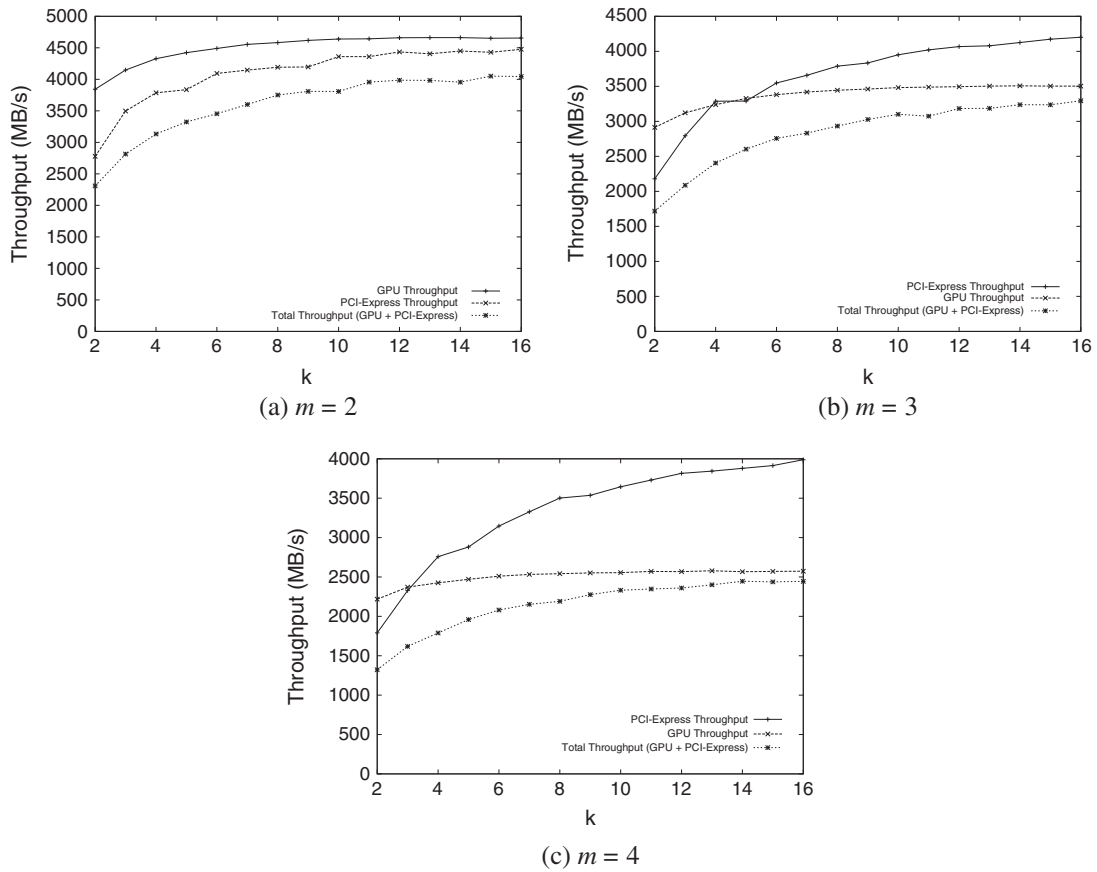 5000
4500
4000
3500
3000
2500
2000
1500
1000
500
0
Throughput (MB/s)
GPU Throughput
PCI-Express Throughput
Total Throughput (GPU + PCI-Express)
2 4 6 8 10 12 14 16
k
(a) m = 2
4500
4000
3500
3000
2500
2000
1500
1000
500
0
Throughput (MB/s)
PCI-Express Throughput
GPU Throughput
Total Throughput (GPU + PCI-Express)
2 4 6 8 10 12 14 16
k
(b) m = 3
4000
3500
3000
2500
2000
1500
1000
500
0
Throughput (MB/s)
PCI-Express Throughput
GPU Throughput
Total Throughput (GPU + PCI-Express)
2 4 6 8 10 12 14 16
k
(c) m = 4